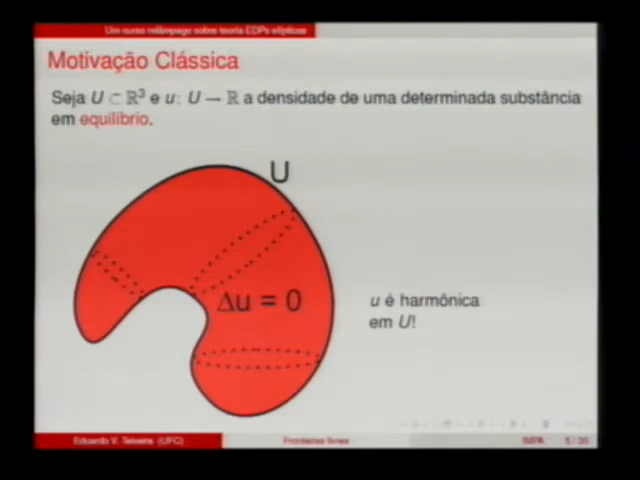 Um curso relâmpago sobre teoria EDPs elípticas
Motivação Clássica
Seja U ⊂ ℝ³ e u: U → ℝ a densidade de uma determinada substância
em equilíbrio.
U
Δu = 0
u é harmônica
em U!
Eduardo V. Teixeira (UFC)
Fronteiras livres
IMPA
5 / 30